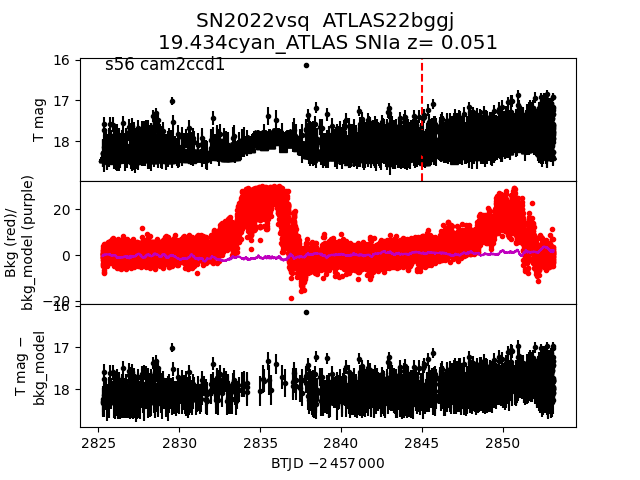 SN2022vsq  ATLAS22bggj
19.434cyan_ATLAS SNIa z= 0.051
s56 cam2ccd1
T mag
16
17
18
Bkg (red)/
bkg_model (purple)
20
0
−20
T mag −
bkg_model
16
17
18
2825
2830
2835
2840
2845
2850
BTJD −2 457 000